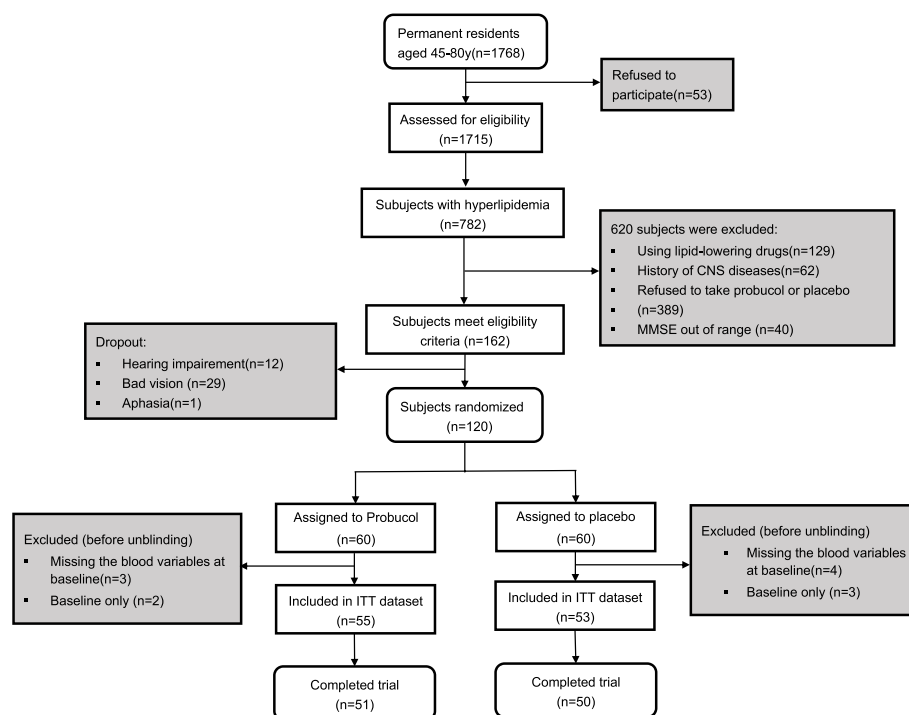 Permanent residents
aged 45-80y(n=1768)
Refused to
participate(n=53)
Assessed for eligibility
(n=1715)
Subujects with hyperlipidemia
(n=782)
620 subjects were excluded:
▪ Using lipid-lowering drugs(n=129)
▪ History of CNS diseases(n=62)
▪ Refused to take probucol or placebo
▪ (n=389)
▪ MMSE out of range (n=40)
Subujects meet eligibility
criteria (n=162)
Dropout:
▪ Hearing impairment(n=12)
▪ Bad vision (n=29)
▪ Aphasia(n=1)
Subjects randomized
(n=120)
Assigned to Probucol
(n=60)
Assigned to placebo
(n=60)
Excluded (before unblinding)
▪ Missing the blood variables at
baseline(n=3)
▪ Baseline only (n=2)
Excluded (before unblinding)
▪ Missing the blood variables
at baseline(n=4)
▪ Baseline only (n=3)
Included in ITT dataset
(n=55)
Included in ITT dataset
(n=53)
Completed trial
(n=51)
Completed trial
(n=50)